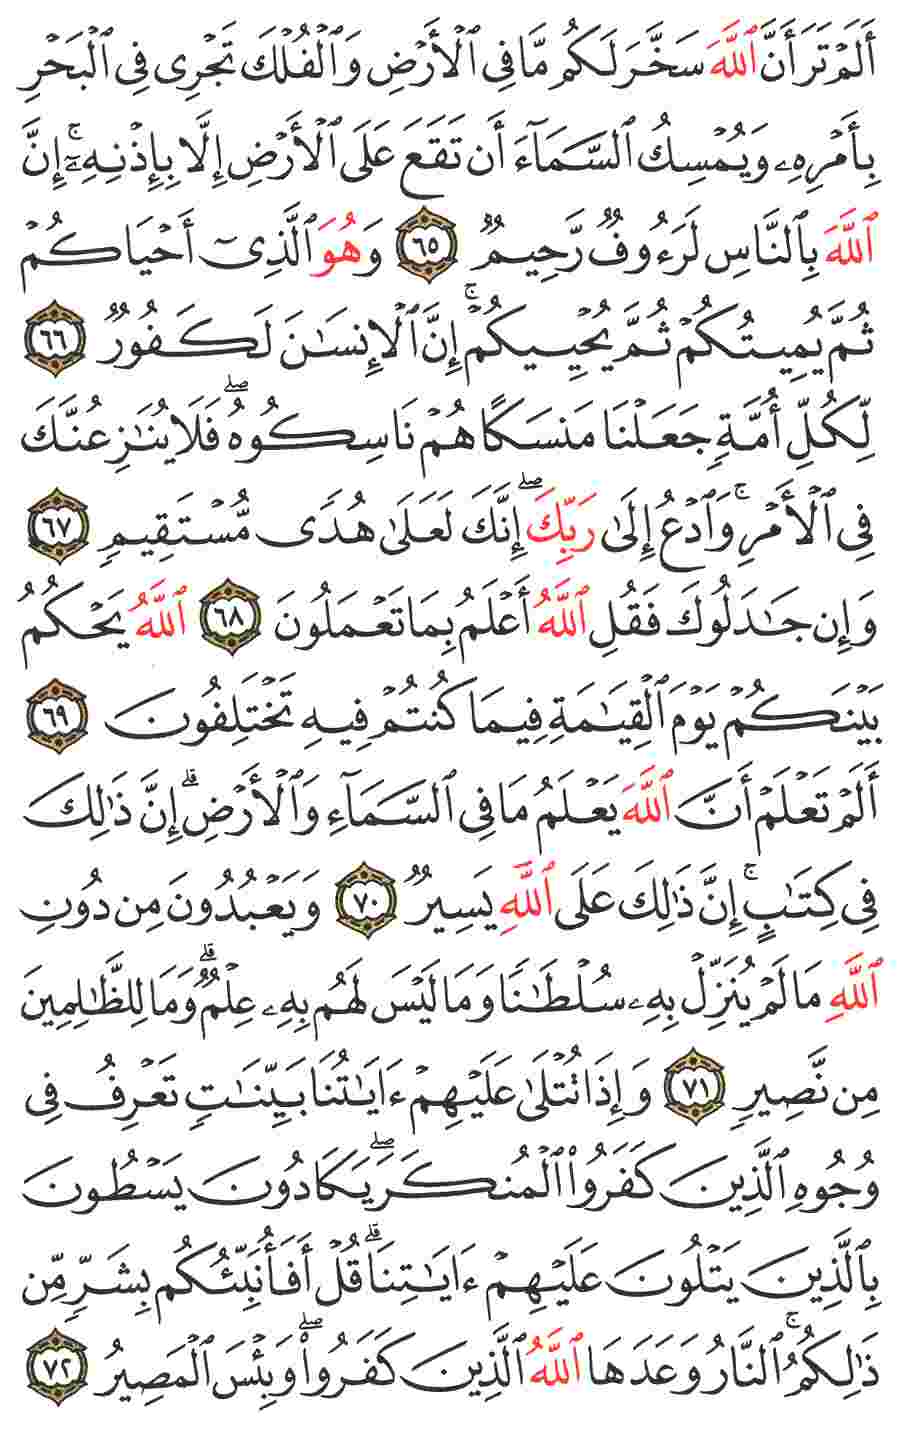 أَلَمْ تَرَ أَنَّ ٱللَّهَ سَخَّرَ لَكُم مَّا فِى ٱلْأَرْضِ وَٱلْفُلْكَ تَجْرِى فِى ٱلْبَحْرِ
بِأَمْرِهِۦ وَيُمْسِكُ ٱلسَّمَآءَ أَن تَقَعَ عَلَى ٱلْأَرْضِ إِلَّا بِإِذْنِهِۦٓ ۚ إِنَّ
ٱللَّهَ بِٱلنَّاسِ لَرَءُوفٌ رَّحِيمٌ ٦٥ وَهُوَ ٱلَّذِىٓ أَحْيَاكُمْ
ثُمَّ يُمِيتُكُمْ ثُمَّ يُحْيِيكُمْ ۗ إِنَّ ٱلْإِنسَٰنَ لَكَفُورٌ ٦٦
لِّكُلِّ أُمَّةٍ جَعَلْنَا مَنسَكًا هُمْ نَاسِكُوهُ ۖ فَلَا يُنَٰزِعُنَّكَ
فِى ٱلْأَمْرِ ۚ وَٱدْعُ إِلَىٰ رَبِّكَ ۖ إِنَّكَ لَعَلَىٰ هُدًى مُّسْتَقِيمٍ ٦٧
وَإِن جَٰدَلُوكَ فَقُلِ ٱللَّهُ أَعْلَمُ بِمَا تَعْمَلُونَ ٦٨ ٱللَّهُ يَحْكُمُ
بَيْنَكُمْ يَوْمَ ٱلْقِيَٰمَةِ فِيمَا كُنتُمْ فِيهِ تَخْتَلِفُونَ ٦٩
أَلَمْ تَعْلَمْ أَنَّ ٱللَّهَ يَعْلَمُ مَا فِى ٱلسَّمَآءِ وَٱلْأَرْضِ ۗ إِنَّ ذَٰلِكَ
فِى كِتَٰبٍ ۚ إِنَّ ذَٰلِكَ عَلَى ٱللَّهِ يَسِيرٌ ٧٠ وَيَعْبُدُونَ مِن دُونِ
ٱللَّهِ مَا لَمْ يُنَزِّلْ بِهِۦ سُلْطَٰنًا وَمَا لَيْسَ لَهُم بِهِۦ عِلْمٌ ۗ وَمَا لِلظَّٰلِمِينَ
مِن نَّصِيرٍ ٧١ وَإِذَا تُتْلَىٰ عَلَيْهِمْ ءَايَٰتُنَا بَيِّنَٰتٍ تَعْرِفُ فِى
وُجُوهِ ٱلَّذِينَ كَفَرُوا۟ ٱلْمُنكَرَ ۖ يَكَادُونَ يَسْطُونَ
بِٱلَّذِينَ يَتْلُونَ عَلَيْهِمْ ءَايَٰتِنَا ۗ قُلْ أَفَأُنَبِّئُكُم بِشَرٍّ مِّن
ذَٰلِكُمُ ۚ ٱلنَّارُ وَعَدَهَا ٱللَّهُ ٱلَّذِينَ كَفَرُوا۟ ۖ وَبِئْسَ ٱلْمَصِيرُ ٧٢